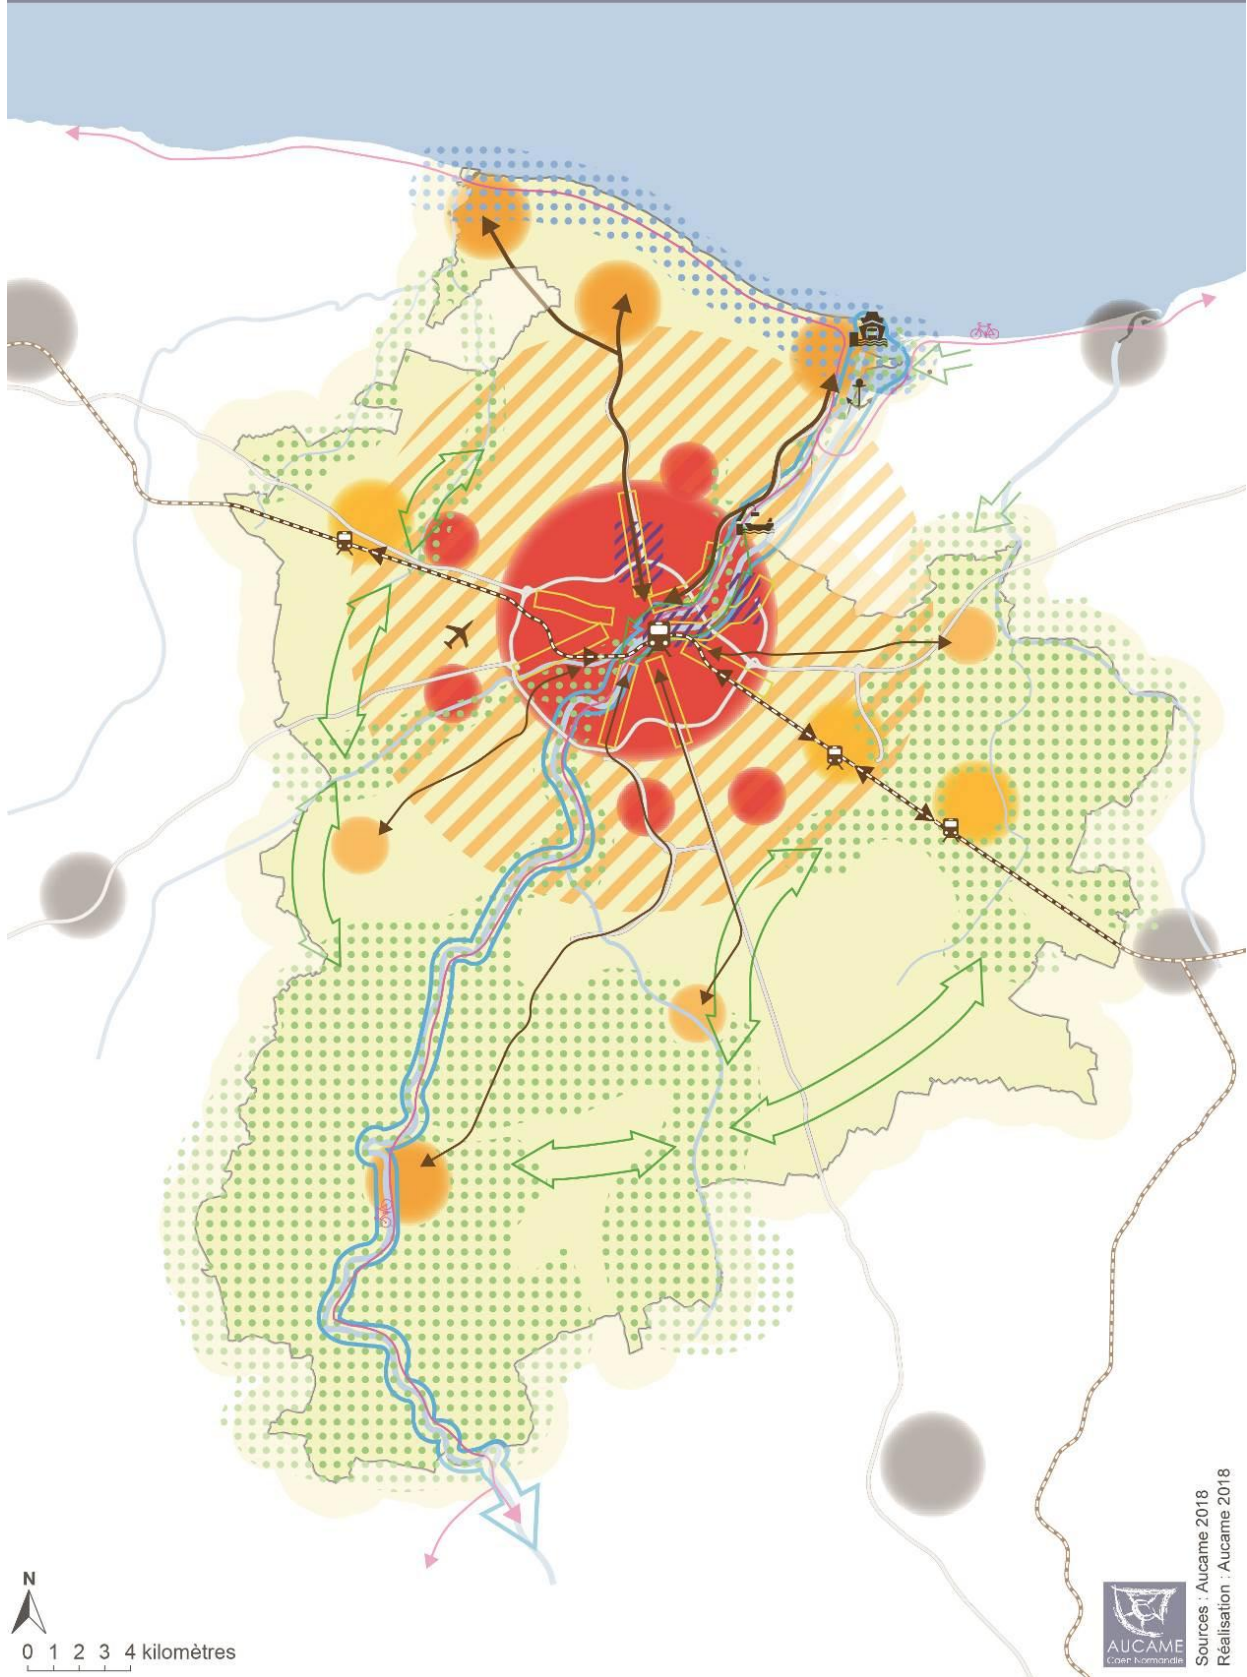 N
0 1 2 3 4 kilomètres
AUCAME
Caen Normandie
Sources : Aucame 2018
Réalisation : Aucame 2018